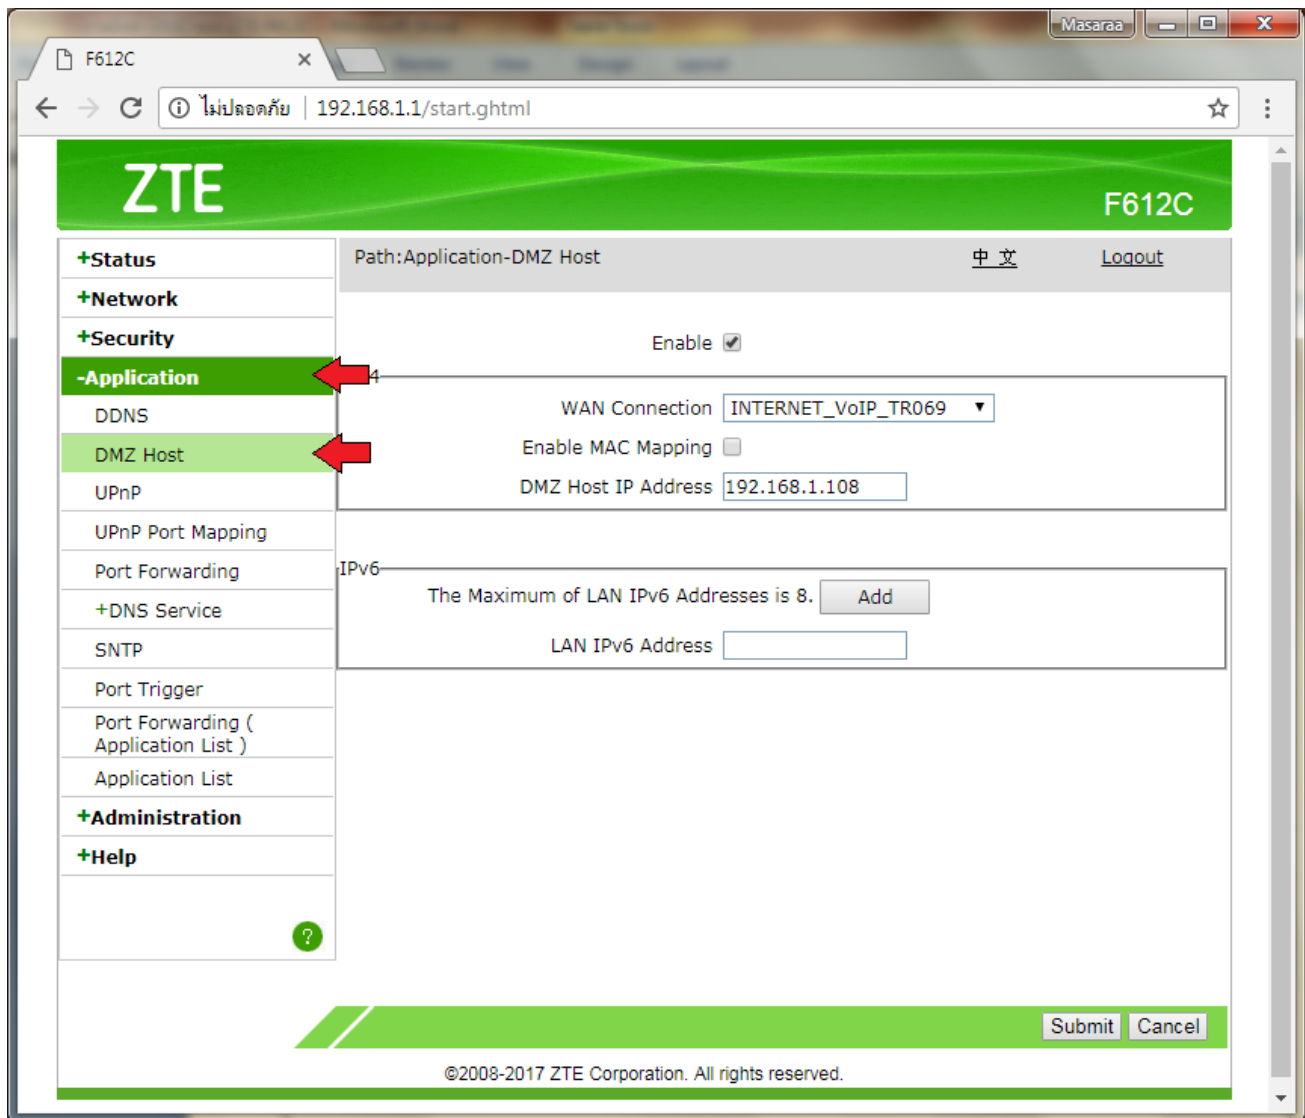 Masaraa
F612C
ไม่ปลอดภัย 192.168.1.1/start.ghtml
ZTE
F612C
+Status
+Network
+Security
-Application
DDNS
DMZ Host
UPnP
UPnP Port Mapping
Port Forwarding
+DNS Service
SNTP
Port Trigger
Port Forwarding (
Application List )
Application List
+Administration
+Help
?
Path:Application-DMZ Host 中文 Logout
Enable
4
WAN Connection INTERNET_VoIP_TR069
Enable MAC Mapping
DMZ Host IP Address 192.168.1.108
IPv6
The Maximum of LAN IPv6 Addresses is 8. Add
LAN IPv6 Address
Submit Cancel
©2008-2017 ZTE Corporation. All rights reserved.